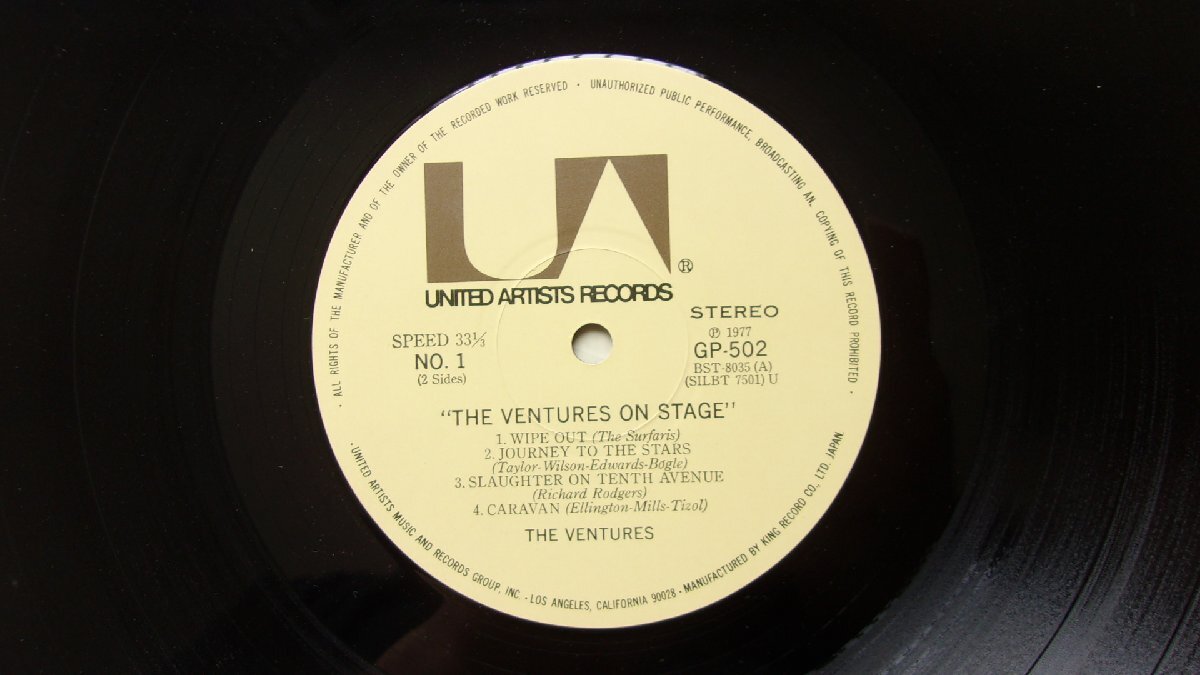 · ALL RIGHTS OF THE MANUFACTURER AND OF THE OWNER OF THE RECORDED WORK RESERVED · UNAUTHORIZED PUBLIC PERFORMANCE, BROADCASTING AN, COPYING OF THIS RECORD PROHIBITED ·
UA ®
UNITED ARTISTS RECORDS
STEREO
SPEED 33⅓
NO. 1
(2 Sides)
℗ 1977
GP-502
BST-8035 (A)
(SILBT 7501) U
"THE VENTURES ON STAGE"
1. WIPE OUT (The Surfaris)
2. JOURNEY TO THE STARS
(Taylor-Wilson-Edwards-Bogle)
3. SLAUGHTER ON TENTH AVENUE
(Richard Rodgers)
4. CARAVAN (Ellington-Mills-Tizol)
THE VENTURES
· UNITED ARTISTS MUSIC AND RECORDS GROUP, INC. · LOS ANGELES, CALIFORNIA 90028 · MANUFACTURED BY KING RECORD CO., LTD. JAPAN